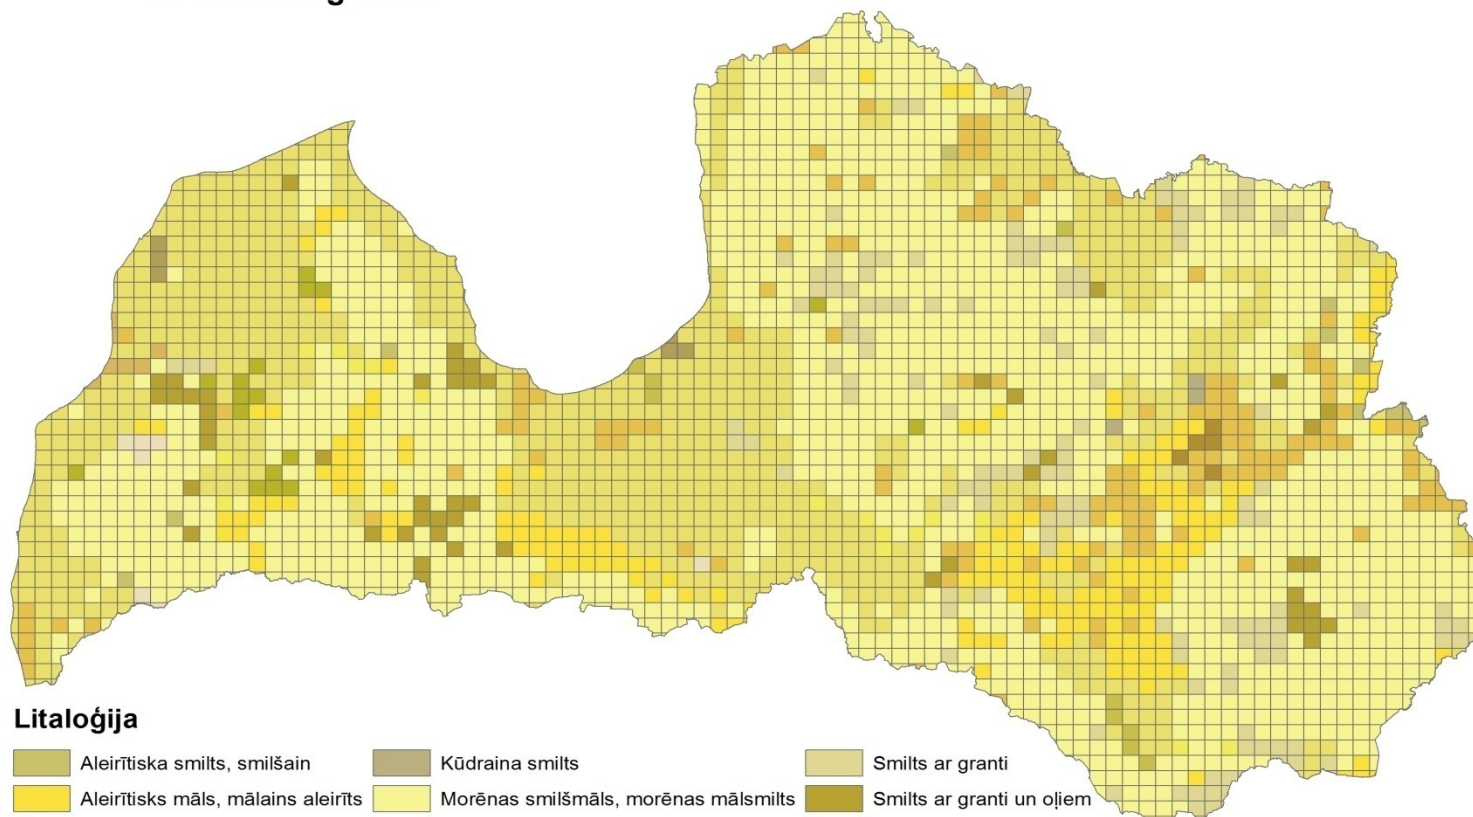 Litaloģija
Aleirītiska smilts, smilšain
Kūdraina smilts
Smilts ar granti
Aleirītisks māls, mālains aleirīts
Morēnas smilšmāls, morēnas mālsmilts
Smilts ar granti un oļiem